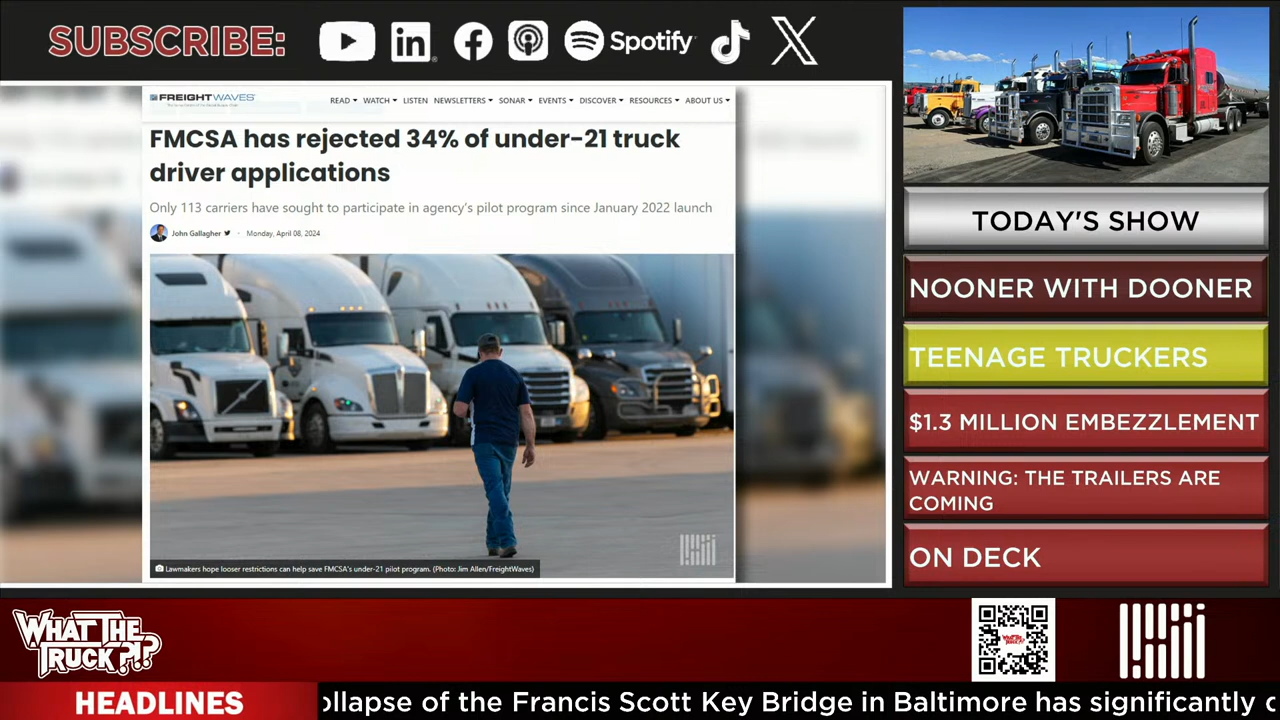 SUBSCRIBE:
Spotify
FREIGHTWAVES
READ WATCH LISTEN NEWSLETTERS SONAR EVENTS DISCOVER RESOURCES ABOUT US
FMCSA has rejected 34% of under-21 truck
driver applications
Only 113 carriers have sought to participate in agency's pilot program since January 2022 launch
John Gallagher - Monday, April 08, 2024
Lawmakers hope looser restrictions can help save FMCSA's under-21 pilot program. (Photo: Jim Allen/FreightWaves)
TODAY'S SHOW
NOONER WITH DOONER
TEENAGE TRUCKERS
$1.3 MILLION EMBEZZLEMENT
WARNING: THE TRAILERS ARE
COMING
ON DECK
WHAT THE
TRUCK?!?
HEADLINES
ollapse of the Francis Scott Key Bridge in Baltimore has significantly